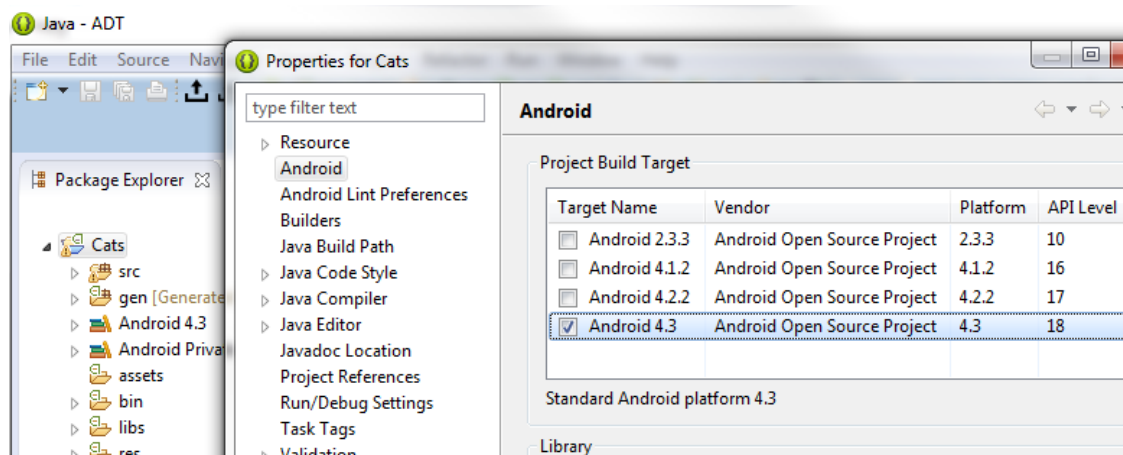 Java - ADT
File Edit Source Navi
Properties for Cats
type filter text
Resource
Android
Android Lint Preferences
Builders
Java Build Path
Java Code Style
Java Compiler
Java Editor
Javadoc Location
Project References
Run/Debug Settings
Task Tags
Validation
Package Explorer
Cats
src
gen [Generate
Android 4.3
Android Priva
assets
bin
libs
res
Android
Project Build Target
Target Name Vendor Platform API Level
Android 2.3.3 Android Open Source Project 2.3.3 10
Android 4.1.2 Android Open Source Project 4.1.2 16
Android 4.2.2 Android Open Source Project 4.2.2 17
Android 4.3 Android Open Source Project 4.3 18
Standard Android platform 4.3
Library